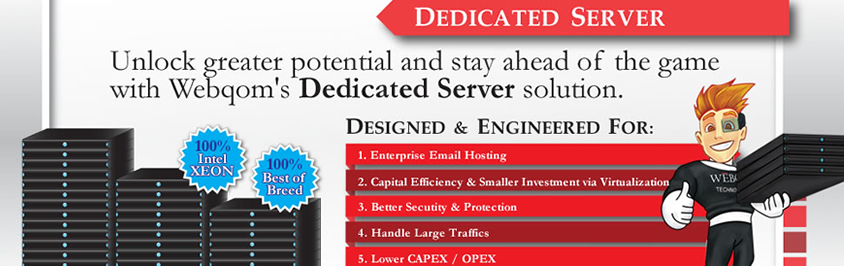 DEDICATED SERVER
Unlock greater potential and stay ahead of the game
with Webqom's Dedicated Server solution.
100%
Intel
XEON
100%
Best of
Breed
DESIGNED & ENGINEERED FOR:
1. Enterprise Email Hosting
2. Capital Efficiency & Smaller Investment via Virtualization
3. Better Secutity & Protection
4. Handle Large Traffics
5. Lower CAPEX / OPEX